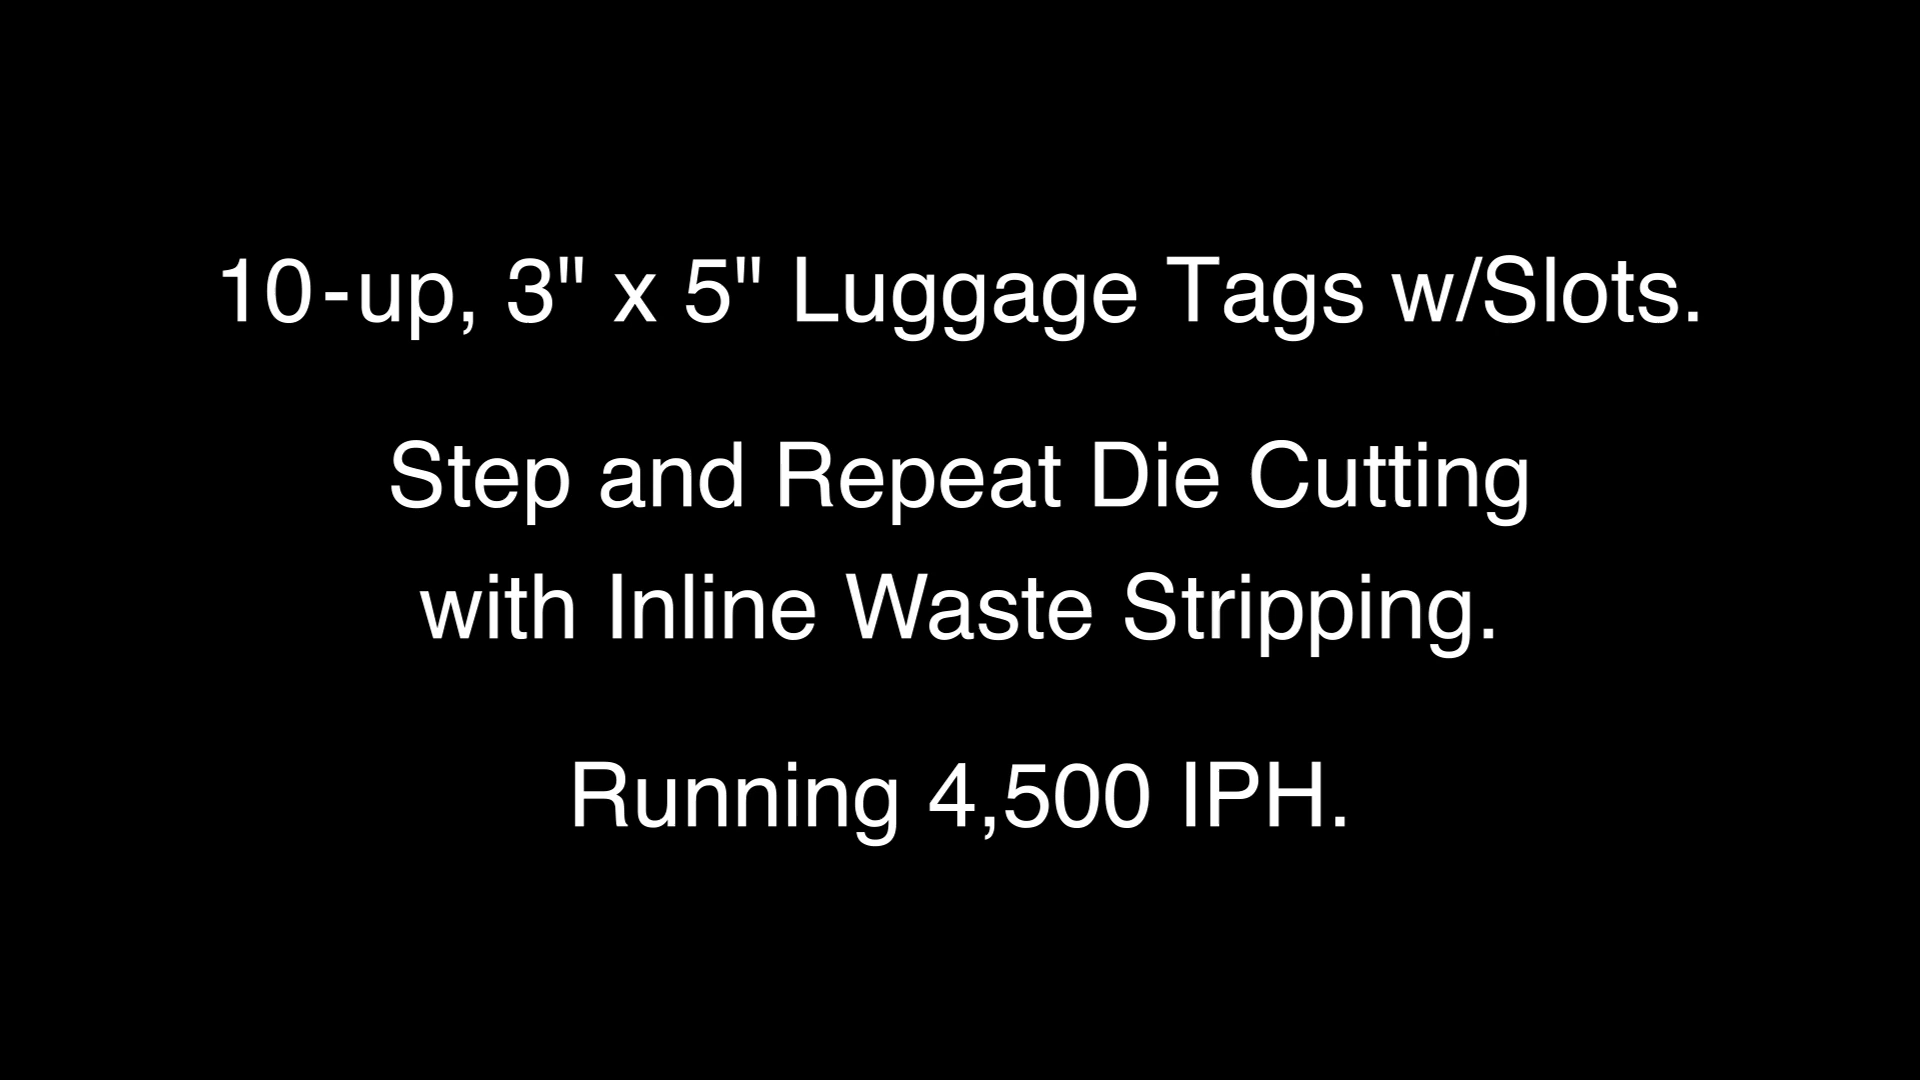 10-up, 3" x 5" Luggage Tags w/Slots.
Step and Repeat Die Cutting
with Inline Waste Stripping.
Running 4,500 IPH.